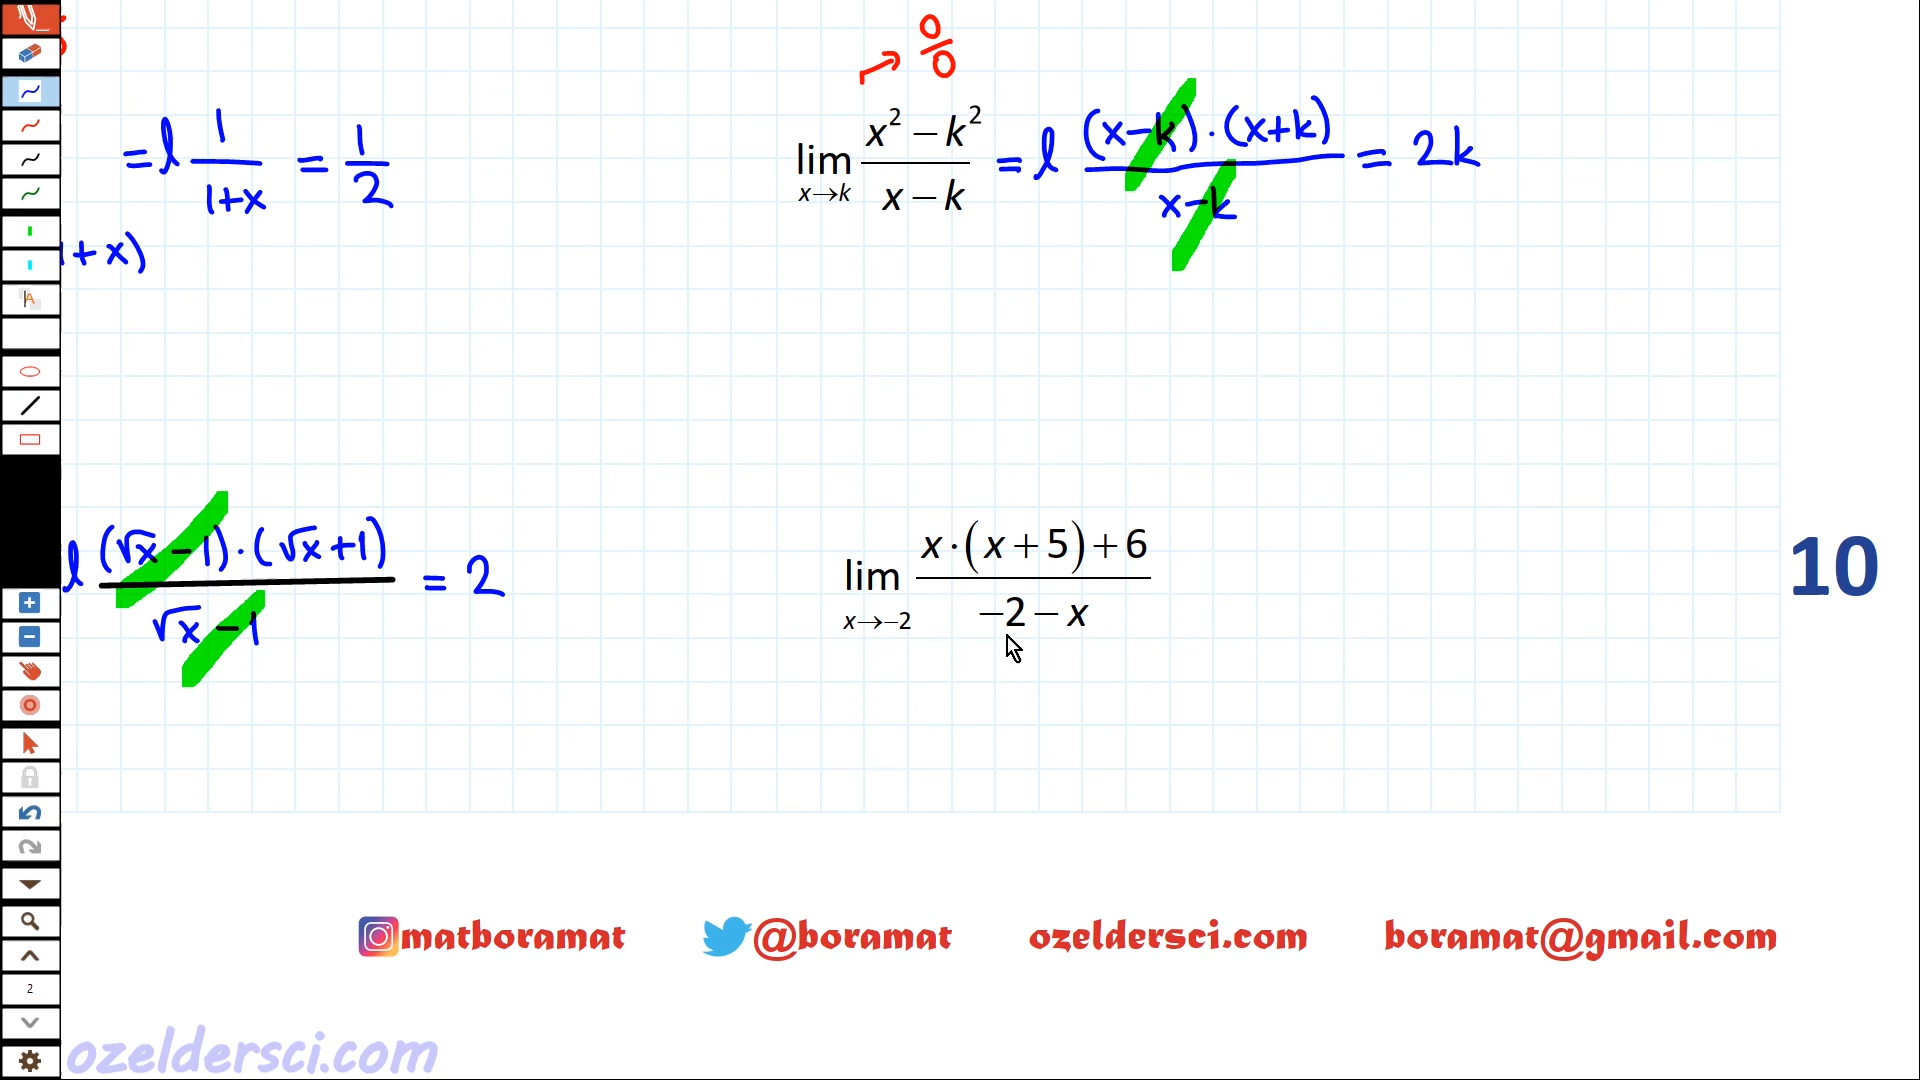 0/0
= l 1/(1+x) = 1/2
+x)
lim x→k (x² − k²)/(x − k) = l ((x−k)·(x+k))/(x−k) = 2k
l ((√x −1)·(√x+1))/(√x −1) = 2
lim x→−2 (x·(x+5)+6)/(−2−x)
10
matboramat @boramat ozeldersci.com boramat@gmail.com
2
ozeldersci.com